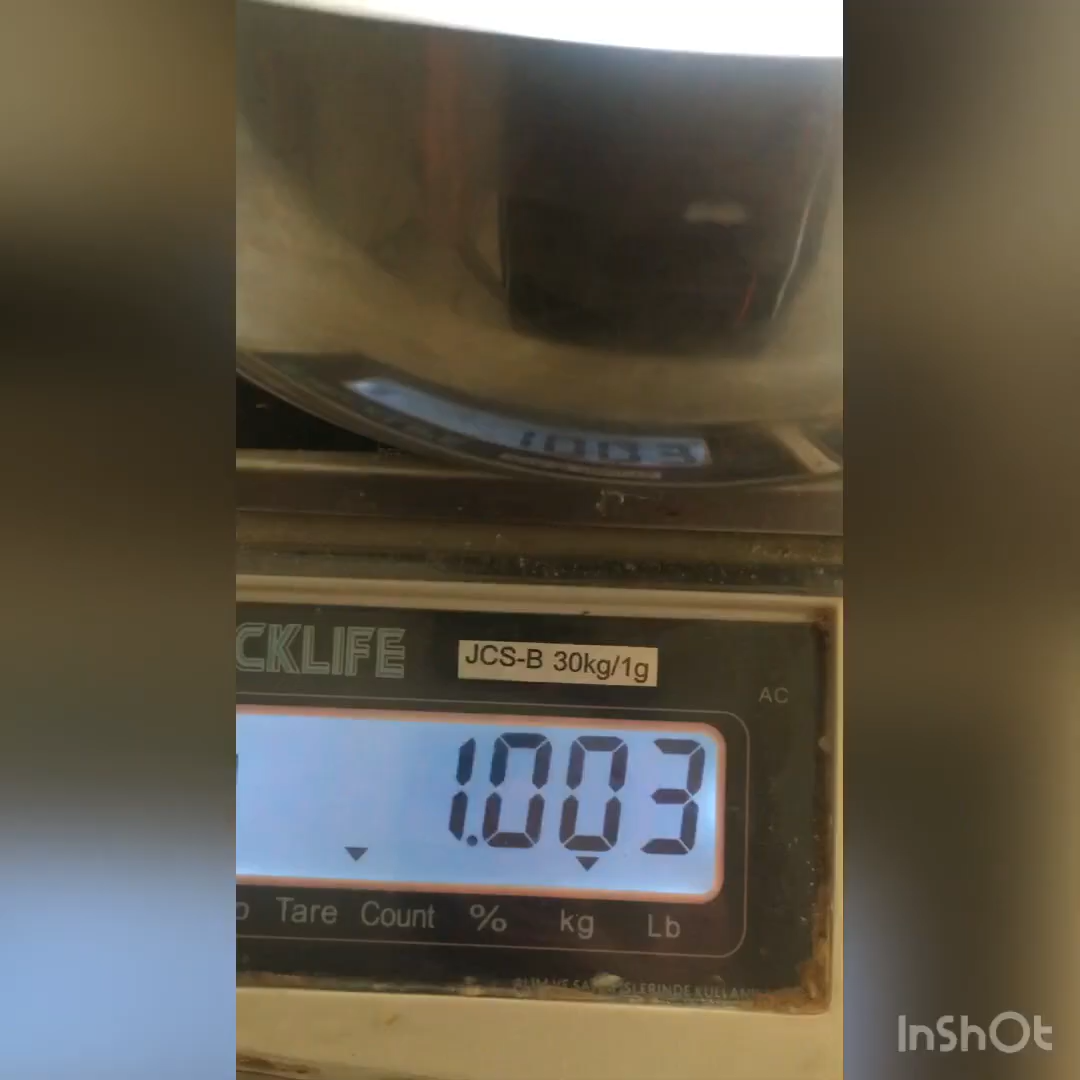 CKLIFE
JCS-B 30kg/1g
AC
1.003
Tare Count % kg Lb
InShOt